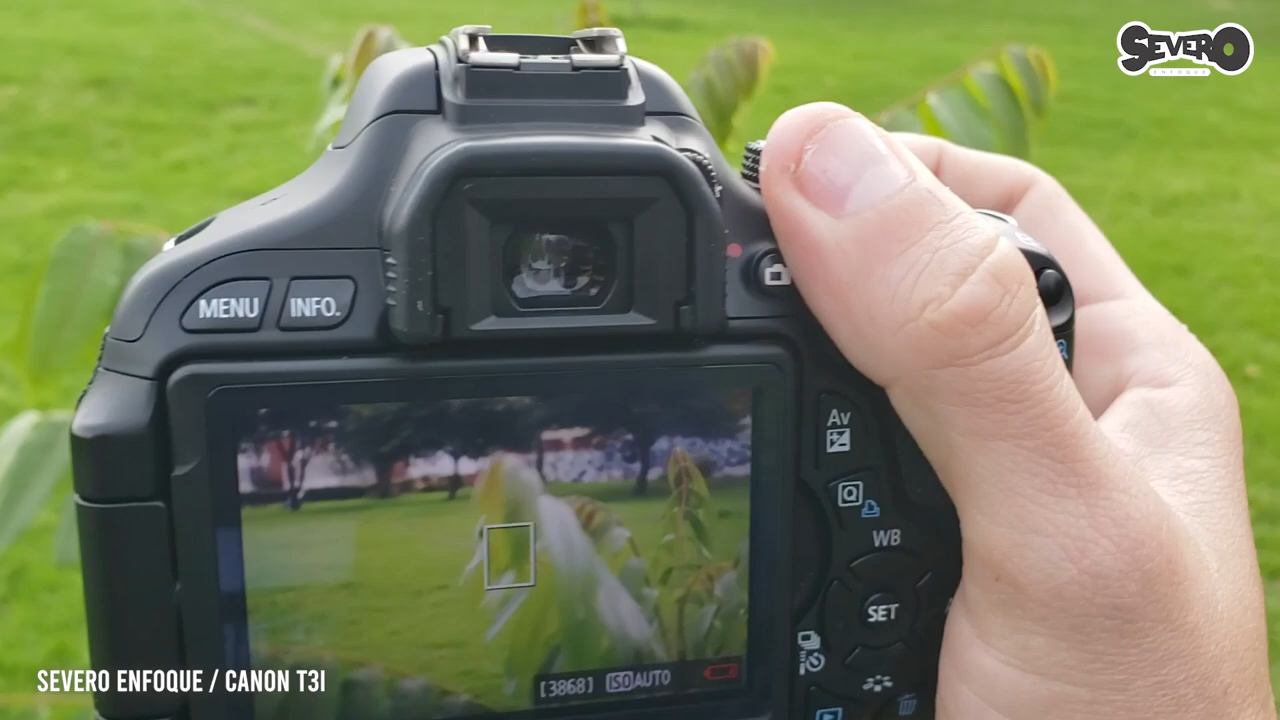 SEVERO
ENFOQUE
MENU
INFO.
Av
Q
WB
SET
[3868] ISO AUTO
SEVERO ENFOQUE / CANON T3I